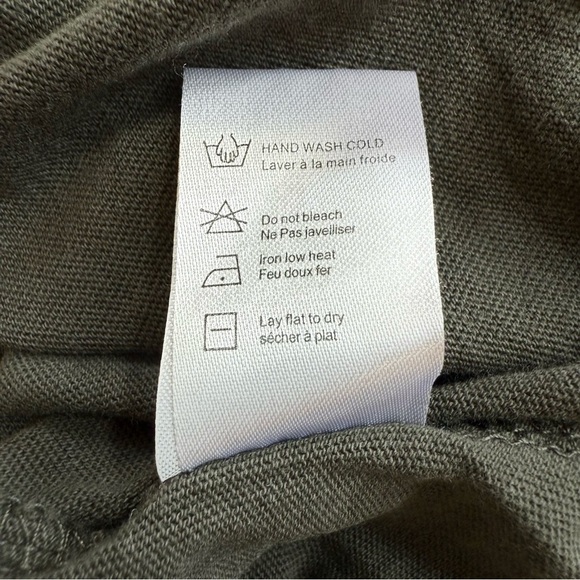 HAND WASH COLD
Laver à la main froide
Do not bleach
Ne Pas javelliser
Iron low heat
Feu doux fer
Lay flat to dry
sécher à plat